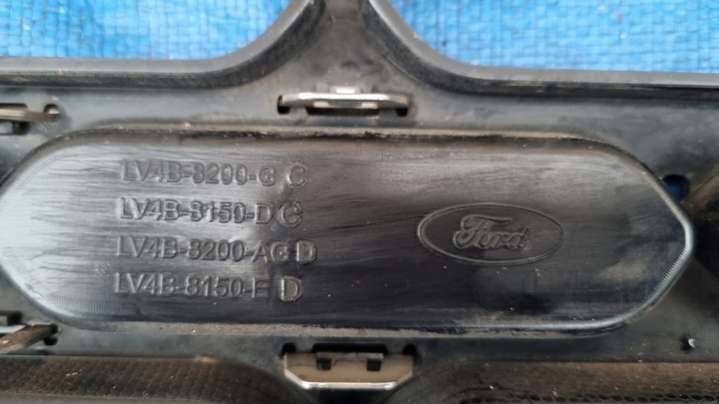 LV4B-8200-G C
LV4B-8150-D C
LV4B-8200-AG D
LV4B-8150-E D
Ford